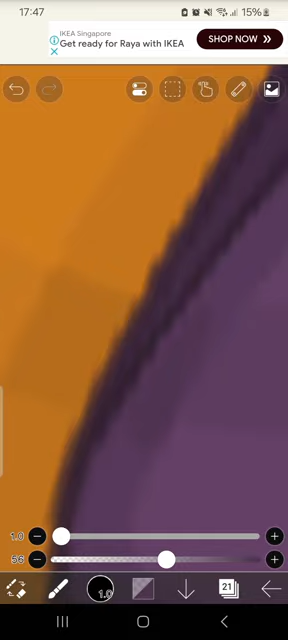 17:47
15%
IKEA Singapore
Get ready for Raya with IKEA
SHOP NOW
1.0
56
1.0
21